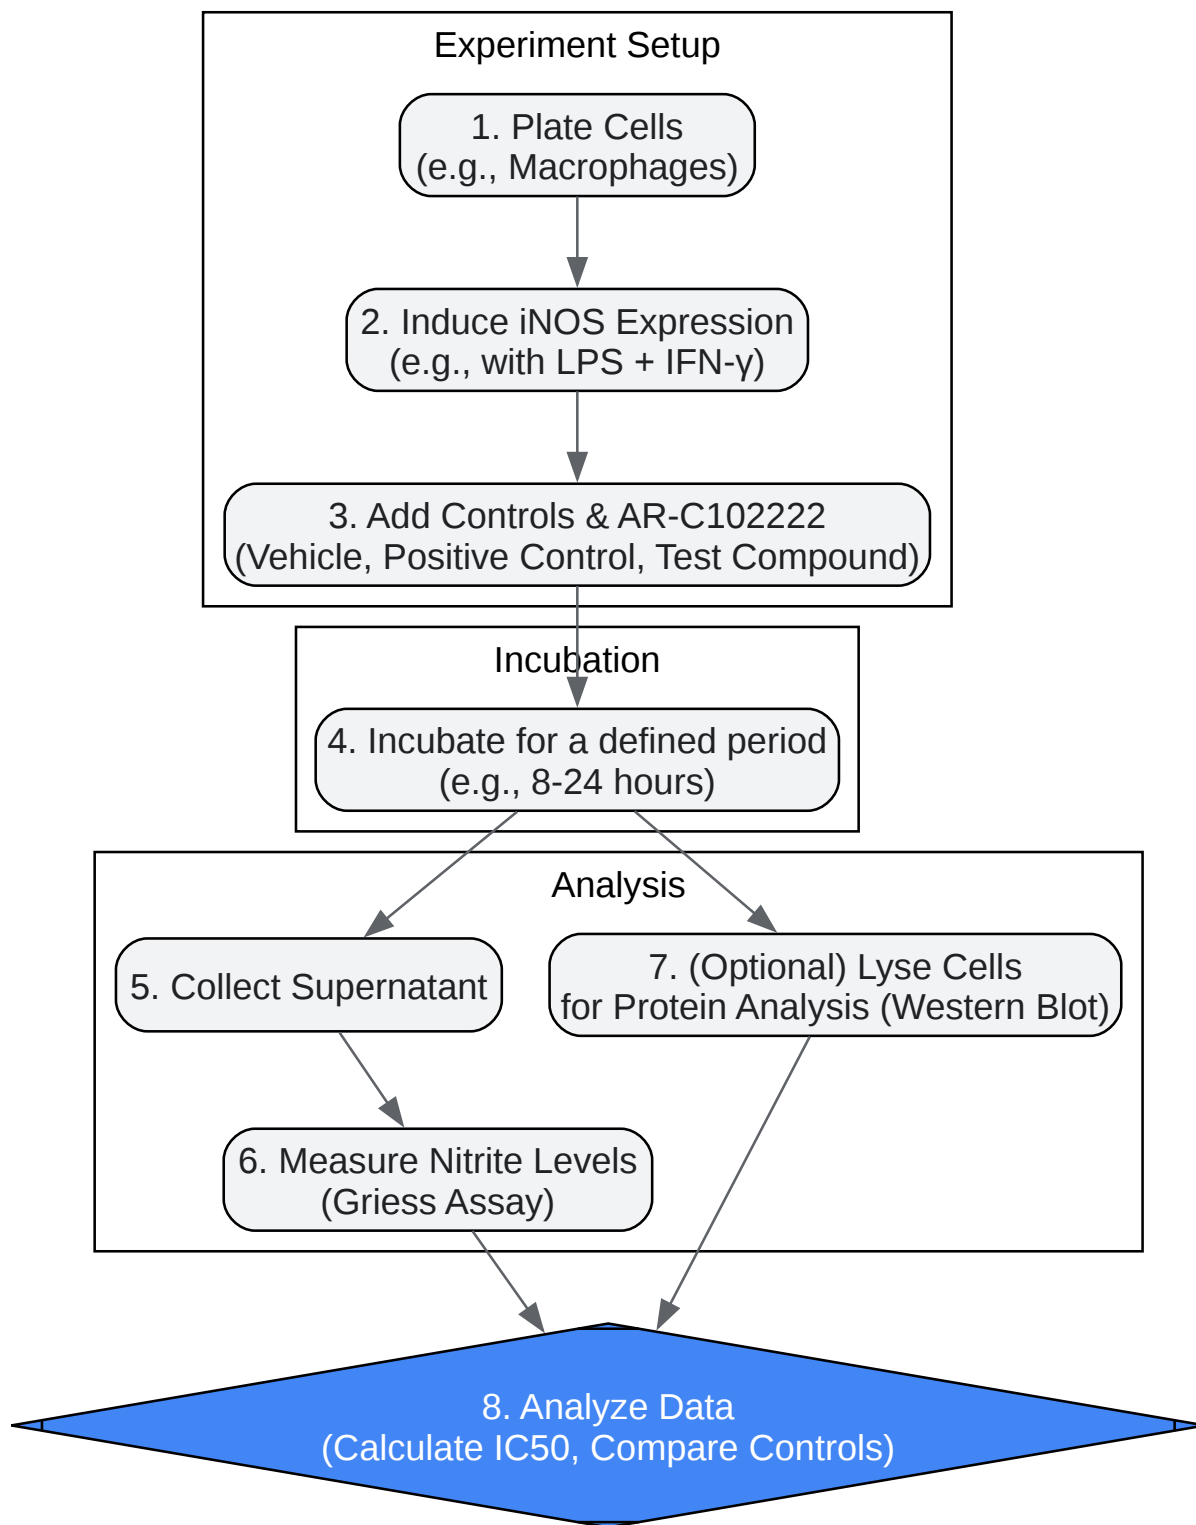 Experiment Setup
1. Plate Cells
(e.g., Macrophages)
2. Induce iNOS Expression
(e.g., with LPS + IFN-γ)
3. Add Controls & AR-C102222
(Vehicle, Positive Control, Test Compound)
Incubation
4. Incubate for a defined period
(e.g., 8-24 hours)
Analysis
5. Collect Supernatant
7. (Optional) Lyse Cells
for Protein Analysis (Western Blot)
6. Measure Nitrite Levels
(Griess Assay)
8. Analyze Data
(Calculate IC50, Compare Controls)